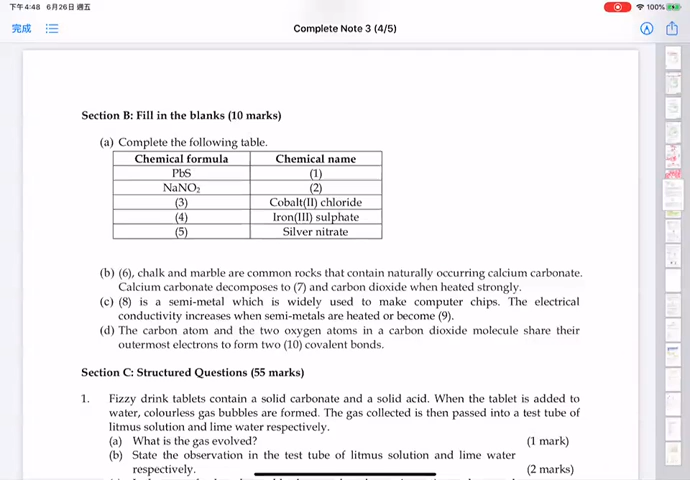 下午4:48 6月26日 週五
100%
完成
Complete Note 3 (4/5)
Section B: Fill in the blanks (10 marks)
(a) Complete the following table.
Chemical formula Chemical name
PbS (1)
NaNO₂ (2)
(3) Cobalt(II) chloride
(4) Iron(III) sulphate
(5) Silver nitrate
(b) (6), chalk and marble are common rocks that contain naturally occurring calcium carbonate.
Calcium carbonate decomposes to (7) and carbon dioxide when heated strongly.
(c) (8) is a semi-metal which is widely used to make computer chips. The electrical
conductivity increases when semi-metals are heated or become (9).
(d) The carbon atom and the two oxygen atoms in a carbon dioxide molecule share their
outermost electrons to form two (10) covalent bonds.
Section C: Structured Questions (55 marks)
1. Fizzy drink tablets contain a solid carbonate and a solid acid. When the tablet is added to
water, colourless gas bubbles are formed. The gas collected is then passed into a test tube of
litmus solution and lime water respectively.
(a) What is the gas evolved? (1 mark)
(b) State the observation in the test tube of litmus solution and lime water
respectively. (2 marks)